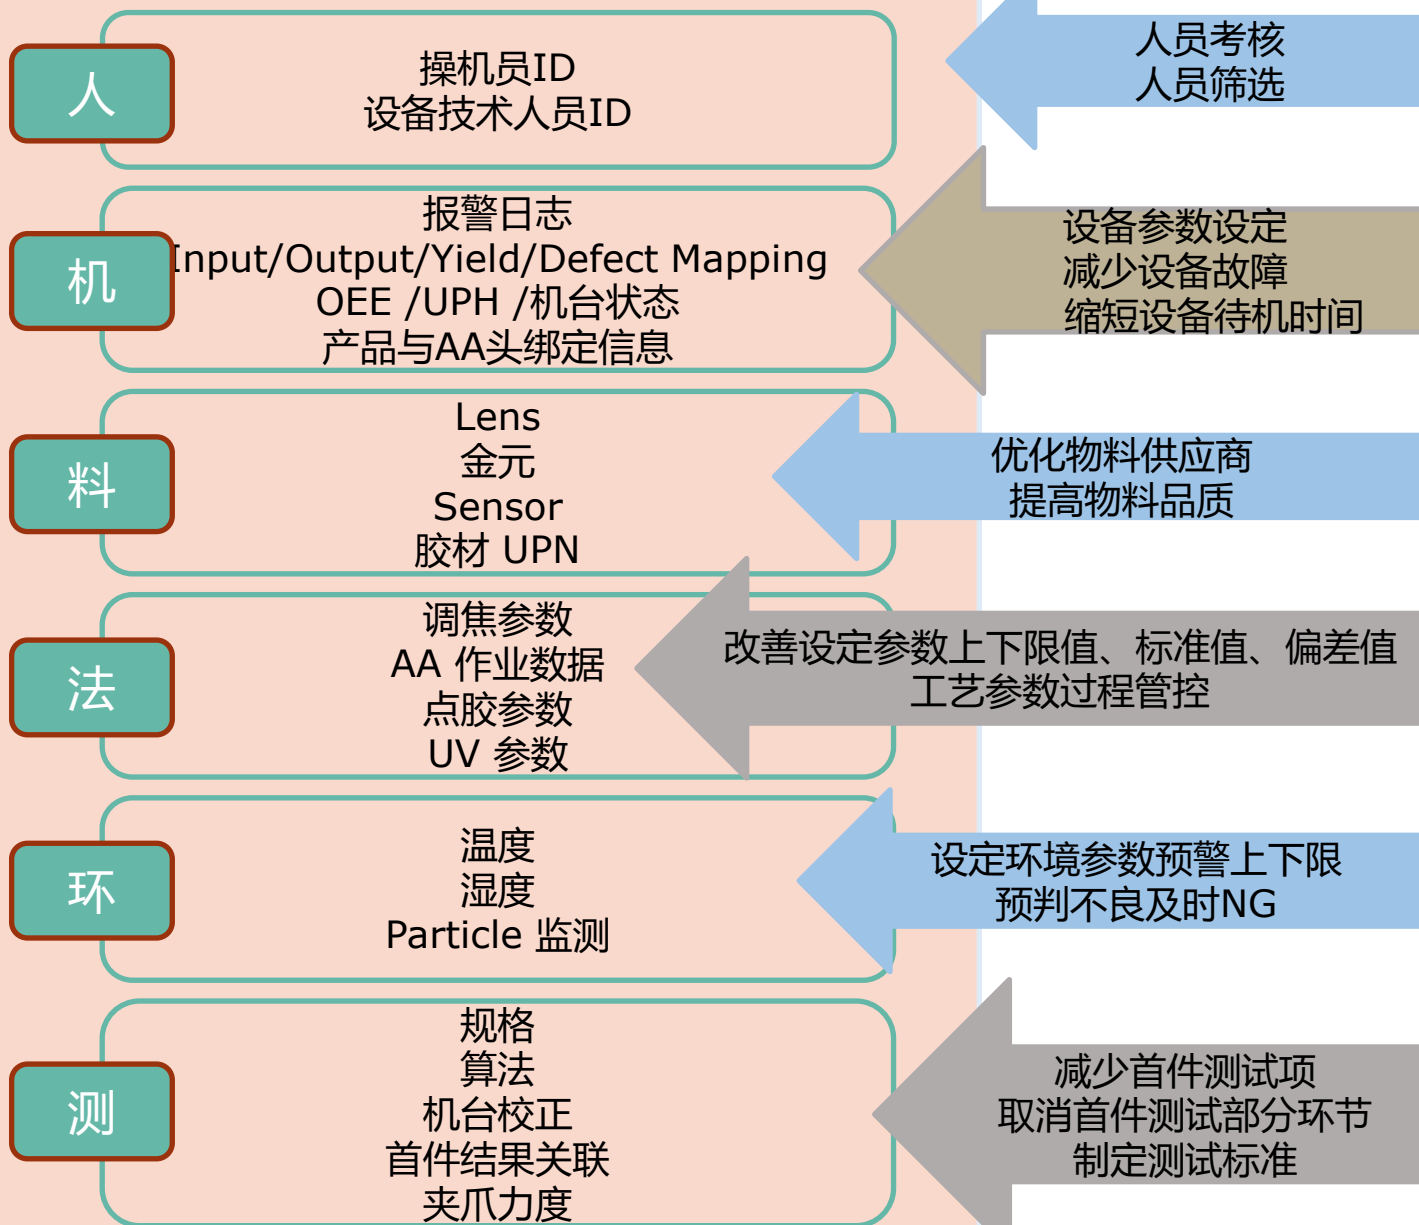 人
操机员ID
设备技术人员ID
人员考核
人员筛选
机
报警日志
Input/Output/Yield/Defect Mapping
OEE /UPH /机台状态
产品与AA头绑定信息
设备参数设定
减少设备故障
缩短设备待机时间
料
Lens
金元
Sensor
胶材 UPN
优化物料供应商
提高物料品质
法
调焦参数
AA 作业数据
点胶参数
UV 参数
改善设定参数上下限值、标准值、偏差值
工艺参数过程管控
环
温度
湿度
Particle 监测
设定环境参数预警上下限
预判不良及时NG
测
规格
算法
机台校正
首件结果关联
夹爪力度
减少首件测试项
取消首件测试部分环节
制定测试标准